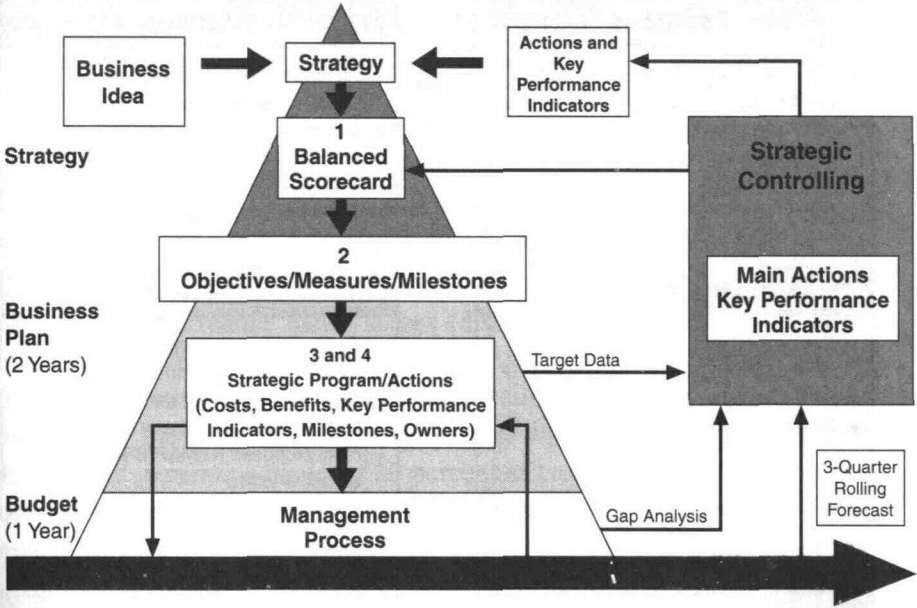 Business
Idea
Strategy
Actions and
Key
Performance
Indicators
Strategy
1
Balanced
Scorecard
Strategic
Controlling
2
Objectives/Measures/Milestones
Main Actions
Key Performance
Indicators
Business
Plan
(2 Years)
3 and 4
Strategic Program/Actions
(Costs, Benefits, Key Performance
Indicators, Milestones, Owners)
Target Data
Budget
(1 Year)
Management
Process
Gap Analysis
3-Quarter
Rolling
Forecast